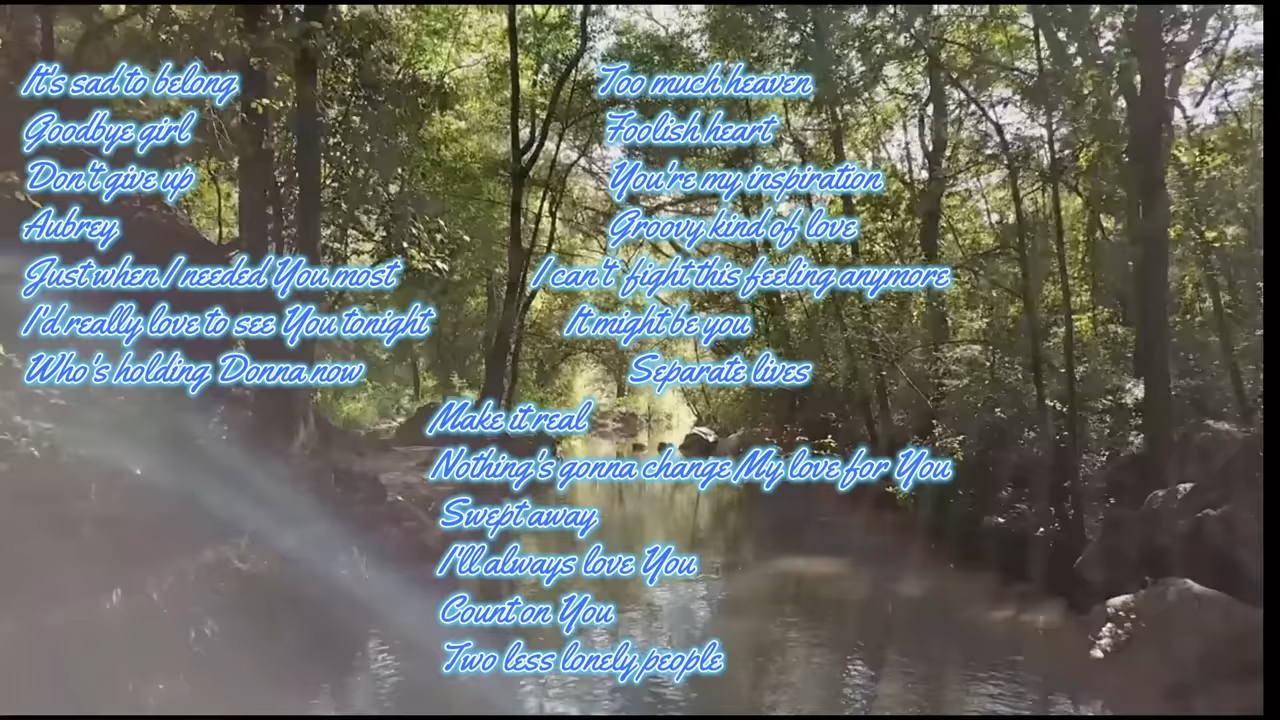 It's sad to belong
Goodbye girl
Don't give up
Aubrey
Just when I needed You most
I'd really love to see You tonight
Who's holding Donna now
Too much heaven
Foolish heart
You're my inspiration
Groovy kind of love
I can't fight this feeling anymore
It might be you
Separate lives
Make it real
Nothing's gonna change My love for You
Swept away
I'll always love You
Count on You
Two less lonely people